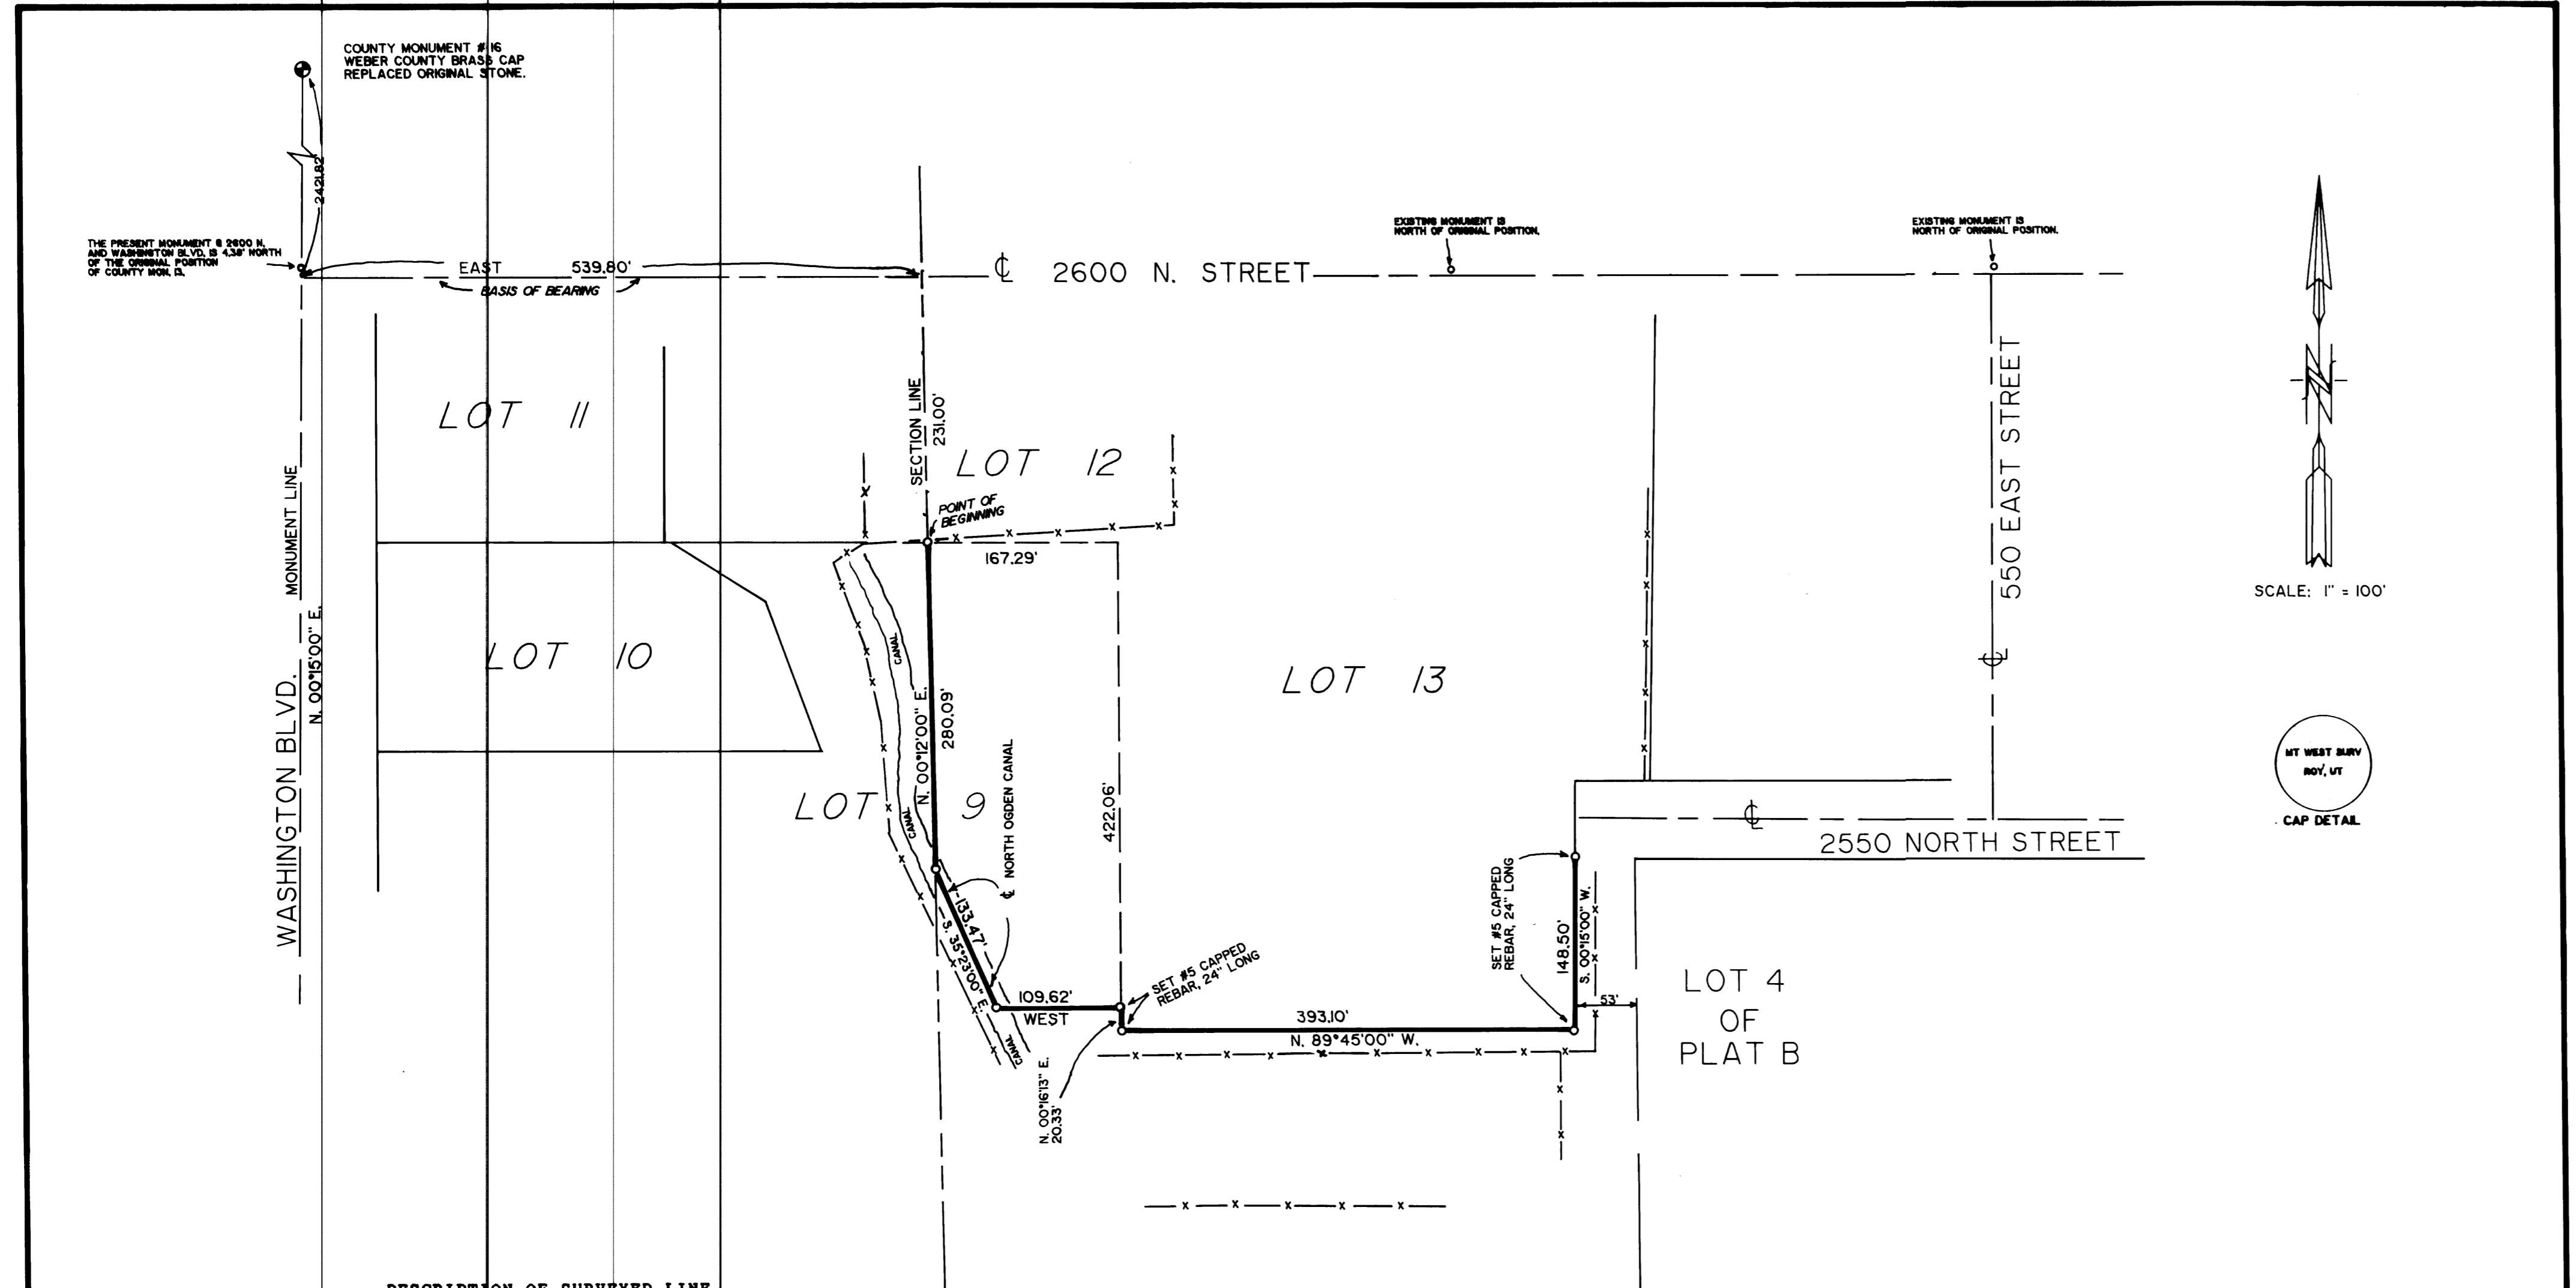 COUNTY MONUMENT # 16
WEBER COUNTY BRASS CAP
REPLACED ORIGINAL STONE.
2421.82'
THE PRESENT MONUMENT @ 2600 N.
AND WASHINGTON BLVD. IS 4.38' NORTH
OF THE ORIGINAL POSITION
OF COUNTY MON. 13.
EAST 539.80'
BASIS OF BEARING
℄ 2600 N. STREET
EXISTING MONUMENT IS
NORTH OF ORIGINAL POSITION.
EXISTING MONUMENT IS
NORTH OF ORIGINAL POSITION.
LOT 11
SECTION LINE
231.00'
LOT 12
POINT OF
BEGINNING
167.29'
550 EAST STREET
℄
N
SCALE: 1" = 100'
MONUMENT LINE
WASHINGTON BLVD.
N. 00°15'00" E.
LOT 10
CANAL
N. 00°12'00" E.
280.09'
LOT 13
MT WEST SURV
ROY, UT
CAP DETAIL
LOT 9
CANAL
℄ NORTH OGDEN CANAL
422.06'
℄
2550 NORTH STREET
SET #5 CAPPED
REBAR, 24" LONG
148.50'
S. 00°15'00" W.
133.47'
S. 35°23'00" E.
SET #5 CAPPED
REBAR, 24" LONG
109.62'
WEST
53'
LOT 4
OF
PLAT B
393.10'
N. 89°45'00" W.
CANAL
N. 00°16'13" E.
20.33'
DESCRIPTION OF SURVEYED LINE